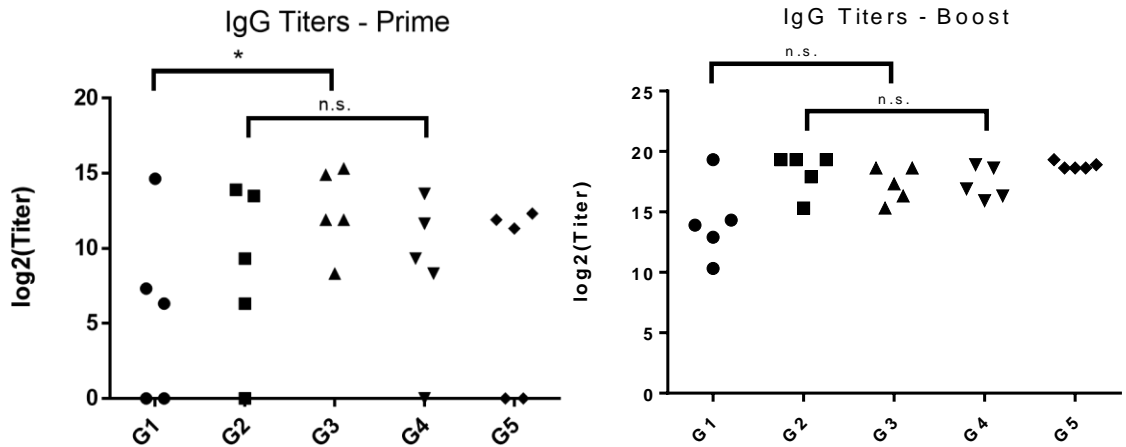 IgG Titers - Prime
*
n.s.
20
15
10
5
0
log2(Titer)
G1
G2
G3
G4
G5
IgG Titers - Boost
n.s.
n.s.
25
20
15
10
5
0
log2(Titer)
G1
G2
G3
G4
G5